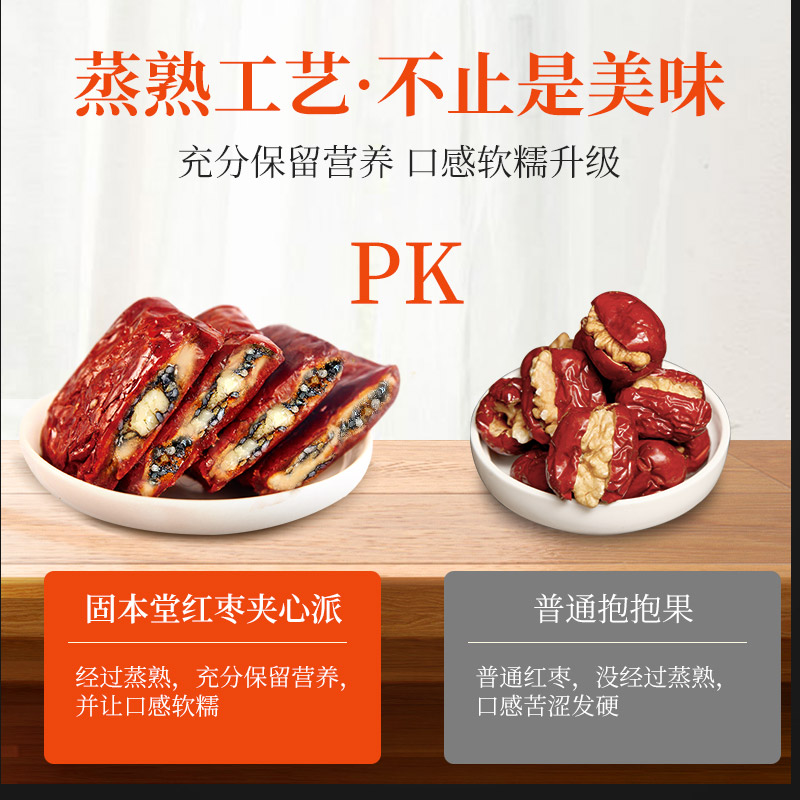 蒸熟工艺·不止是美味
充分保留营养 口感软糯升级
PK
固本堂红枣夹心派
经过蒸熟，充分保留营养，
并让口感软糯
普通抱抱果
普通红枣，没经过蒸熟，
口感苦涩发硬